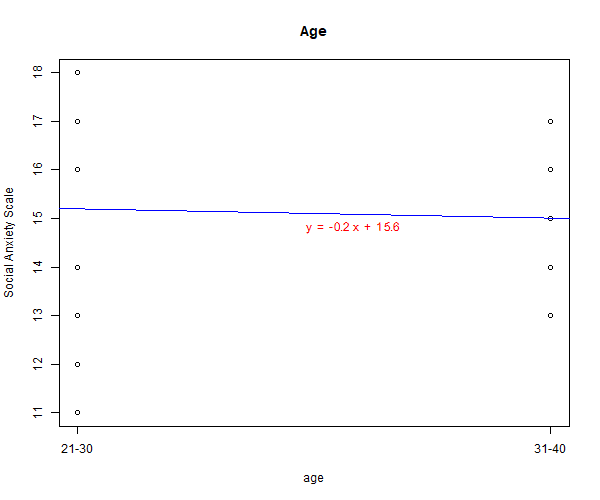 Age
Social Anxiety Scale
18
17
16
15
14
13
12
11
y = -0.2 x + 15.6
21-30
31-40
age